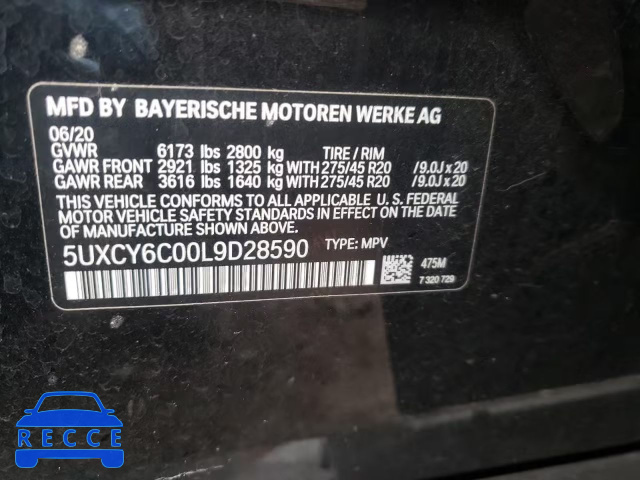 MFD BY BAYERISCHE MOTOREN WERKE AG
06/20
GVWR 6173 lbs 2800 kg TIRE / RIM
GAWR FRONT 2921 lbs 1325 kg WITH 275/45 R20 /9.0J x 20
GAWR REAR 3616 lbs 1640 kg WITH 275/45 R20 /9.0J x 20
THIS VEHICLE CONFORMS TO ALL APPLICABLE U.S. FEDERAL
MOTOR VEHICLE SAFETY STANDARDS IN EFFECT ON THE DATE
OF MANUFACTURE SHOWN ABOVE.
5UXCY6C00L9D28590 TYPE: MPV
475M
7 320 729
RECCE